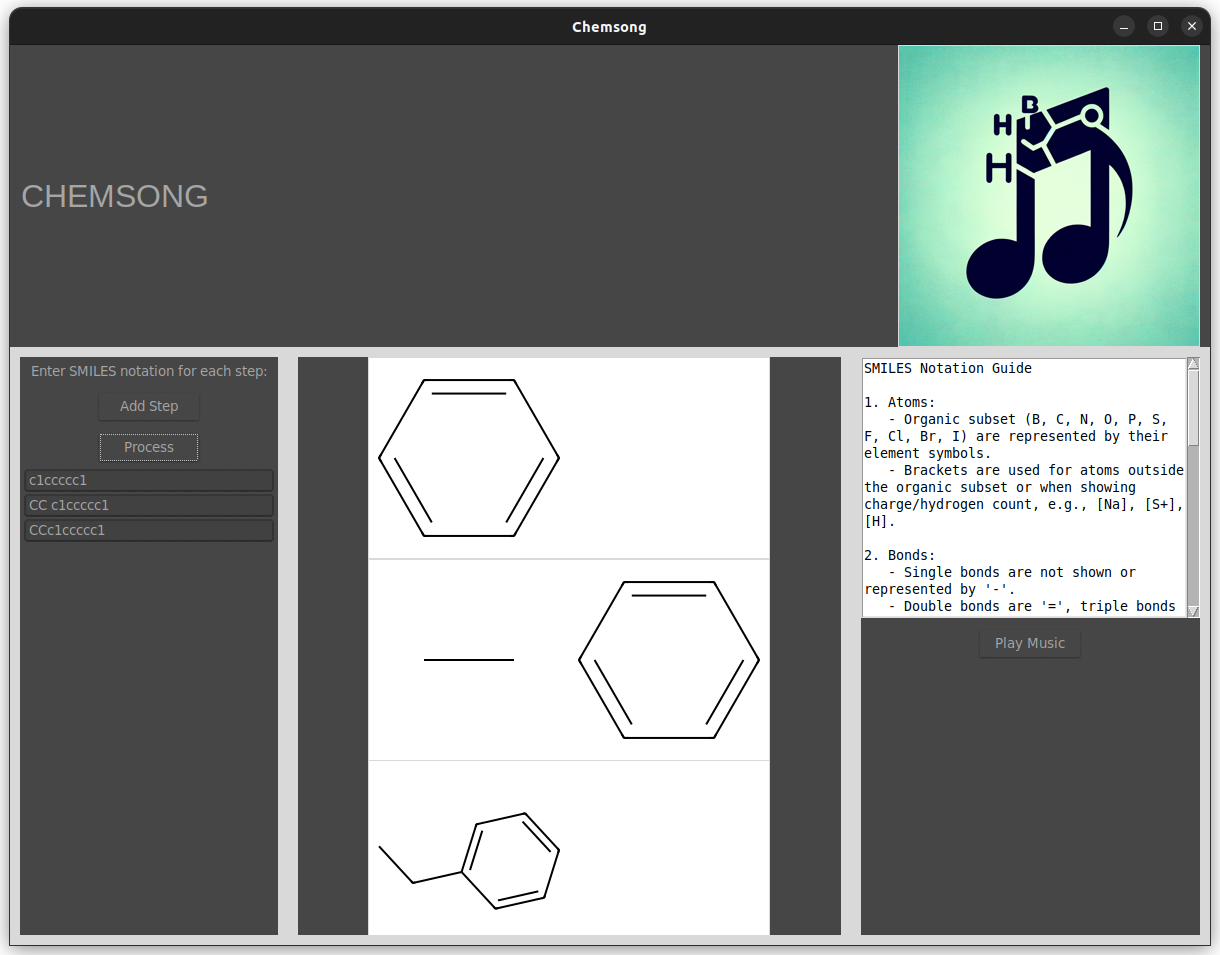 Chemsong
CHEMSONG
B
H
H
Enter SMILES notation for each step:
Add Step
Process
c1ccccc1
CC c1ccccc1
CCc1ccccc1
SMILES Notation Guide
1. Atoms:
- Organic subset (B, C, N, O, P, S,
F, Cl, Br, I) are represented by their
element symbols.
- Brackets are used for atoms outside
the organic subset or when showing
charge/hydrogen count, e.g., [Na], [S+],
[H].
2. Bonds:
- Single bonds are not shown or
represented by '-'.
- Double bonds are '=', triple bonds
Play Music